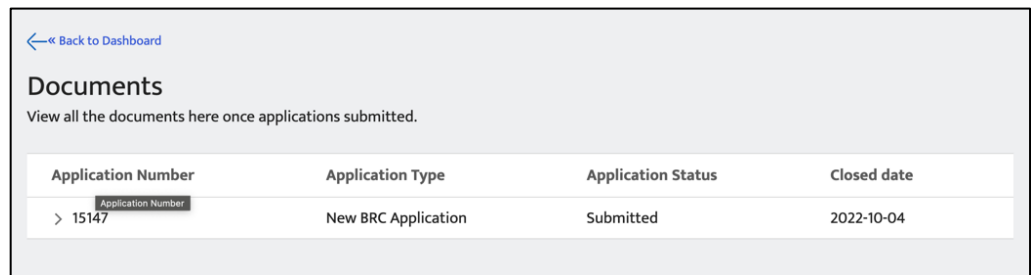 « Back to Dashboard
Documents
View all the documents here once applications submitted.
Application Number Application Type Application Status Closed date
Application Number
15147 New BRC Application Submitted 2022-10-04